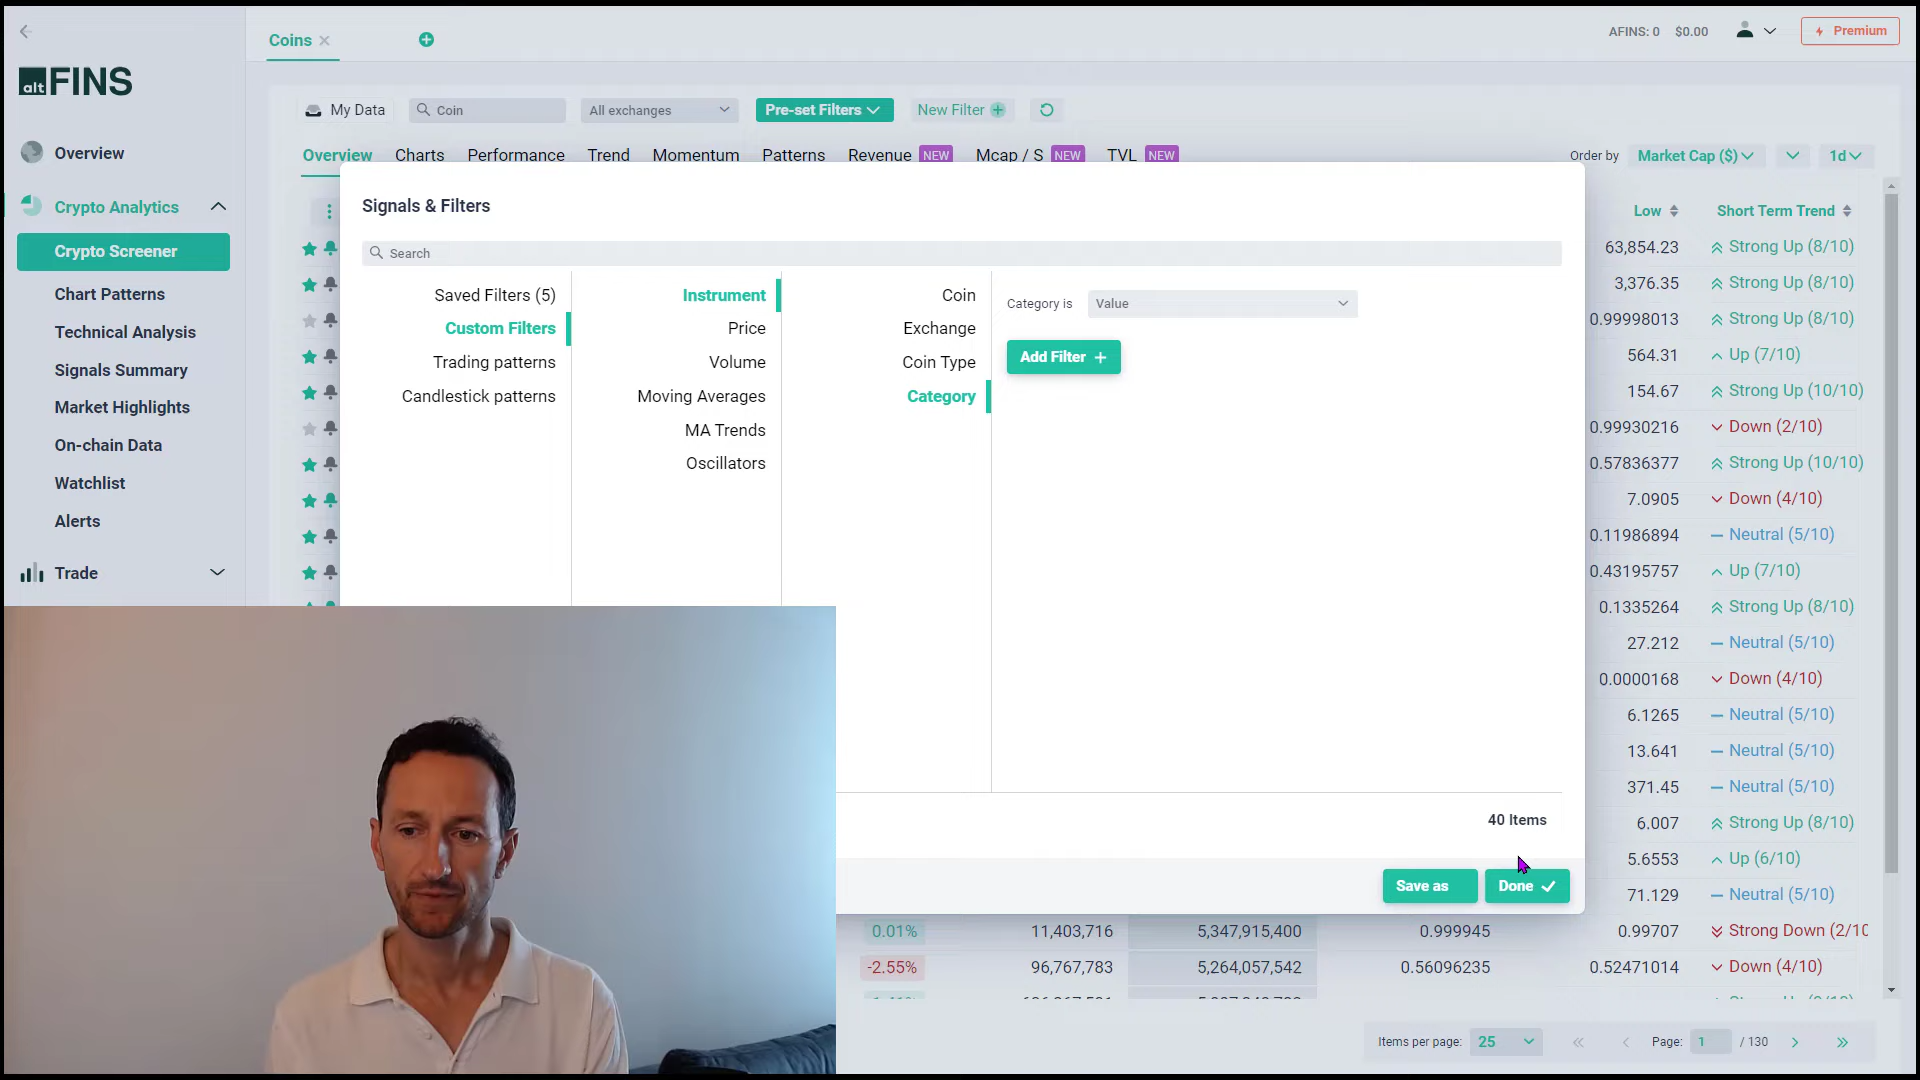 Coins
AFINS: 0 $0.00
Premium
altFINS
My Data
Coin
All exchanges
Pre-set Filters
New Filter
Overview
Crypto Analytics
Crypto Screener
Chart Patterns
Technical Analysis
Signals Summary
Market Highlights
On-chain Data
Watchlist
Alerts
Trade
Overview Charts Performance Trend Momentum Patterns Revenue NEW Mcap / S NEW TVL NEW
Order by Market Cap ($) 1d
Signals & Filters
Search
Saved Filters (5)
Custom Filters
Trading patterns
Candlestick patterns
Instrument
Price
Volume
Moving Averages
MA Trends
Oscillators
Coin
Exchange
Coin Type
Category
Category is Value
Add Filter +
40 Items
Save as
Done
Low Short Term Trend
63,854.23 Strong Up (8/10)
3,376.35 Strong Up (8/10)
0.99998013 Strong Up (8/10)
564.31 Up (7/10)
154.67 Strong Up (10/10)
0.99930216 Down (2/10)
0.57836377 Strong Up (10/10)
7.0905 Down (4/10)
0.11986894 Neutral (5/10)
0.43195757 Up (7/10)
0.1335264 Strong Up (8/10)
27.212 Neutral (5/10)
0.0000168 Down (4/10)
6.1265 Neutral (5/10)
13.641 Neutral (5/10)
371.45 Neutral (5/10)
6.007 Strong Up (8/10)
5.6553 Up (6/10)
71.129 Neutral (5/10)
0.01% 11,403,716 5,347,915,400 0.999945 0.99707 Strong Down (2/10
-2.55% 96,767,783 5,264,057,542 0.56096235 0.52471014 Down (4/10)
Items per page: 25 Page: 1 / 130